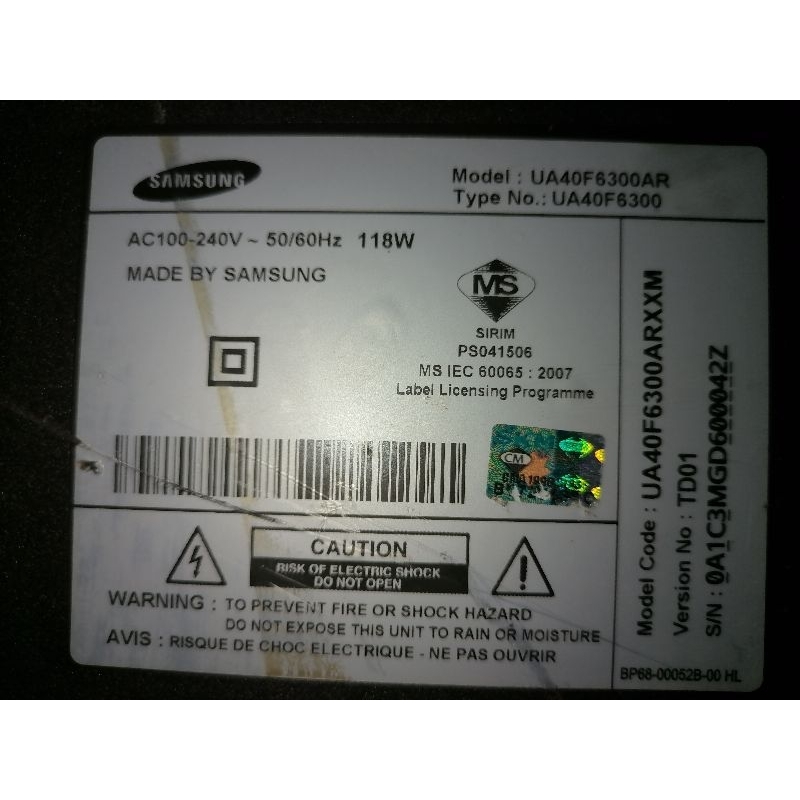 SAMSUNG
Model : UA40F6300AR
Type No.: UA40F6300
AC100-240V ~ 50/60Hz 118W
MADE BY SAMSUNG
MS
SIRIM
PS041506
MS IEC 60065 : 2007
Label Licensing Programme
CM
CAUTION
RISK OF ELECTRIC SHOCK
DO NOT OPEN
WARNING : TO PREVENT FIRE OR SHOCK HAZARD
DO NOT EXPOSE THIS UNIT TO RAIN OR MOISTURE
AVIS : RISQUE DE CHOC ELECTRIQUE - NE PAS OUVRIR
Model Code : UA40F6300ARXXM
Version No : TD01
S/N : 0A1C3MGD600042Z
BP68-00052B-00 HL